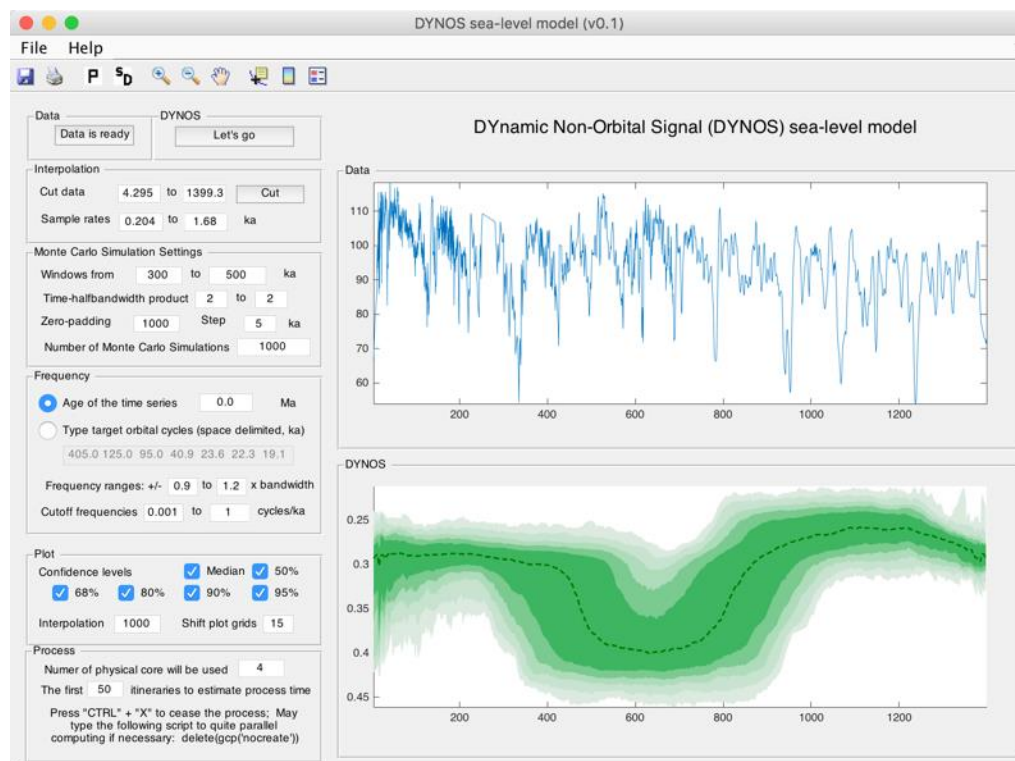 DYNOS sea-level model (v0.1)
File Help
P SD
Data
DYNOS
Data is ready
Let's go
Interpolation
Cut data 4.295 to 1399.3 Cut
Sample rates 0.204 to 1.68 ka
Monte Carlo Simulation Settings
Windows from 300 to 500 ka
Time-halfbandwidth product 2 to 2
Zero-padding 1000 Step 5 ka
Number of Monte Carlo Simulations 1000
Frequency
Age of the time series 0.0 Ma
Type target orbital cycles (space delimited, ka)
405.0 125.0 95.0 40.9 23.6 22.3 19.1
Frequency ranges: +/- 0.9 to 1.2 x bandwidth
Cutoff frequencies 0.001 to 1 cycles/ka
Plot
Confidence levels Median 50%
68% 80% 90% 95%
Interpolation 1000 Shift plot grids 15
Process
Numer of physical core will be used 4
The first 50 itineraries to estimate process time
Press "CTRL" + "X" to cease the process; May
type the following script to quite parallel
computing if necessary: delete(gcp('nocreate'))
DYnamic Non-Orbital Signal (DYNOS) sea-level model
Data
110
100
90
80
70
60
200 400 600 800 1000 1200
DYNOS
0.25
0.3
0.35
0.4
0.45
200 400 600 800 1000 1200